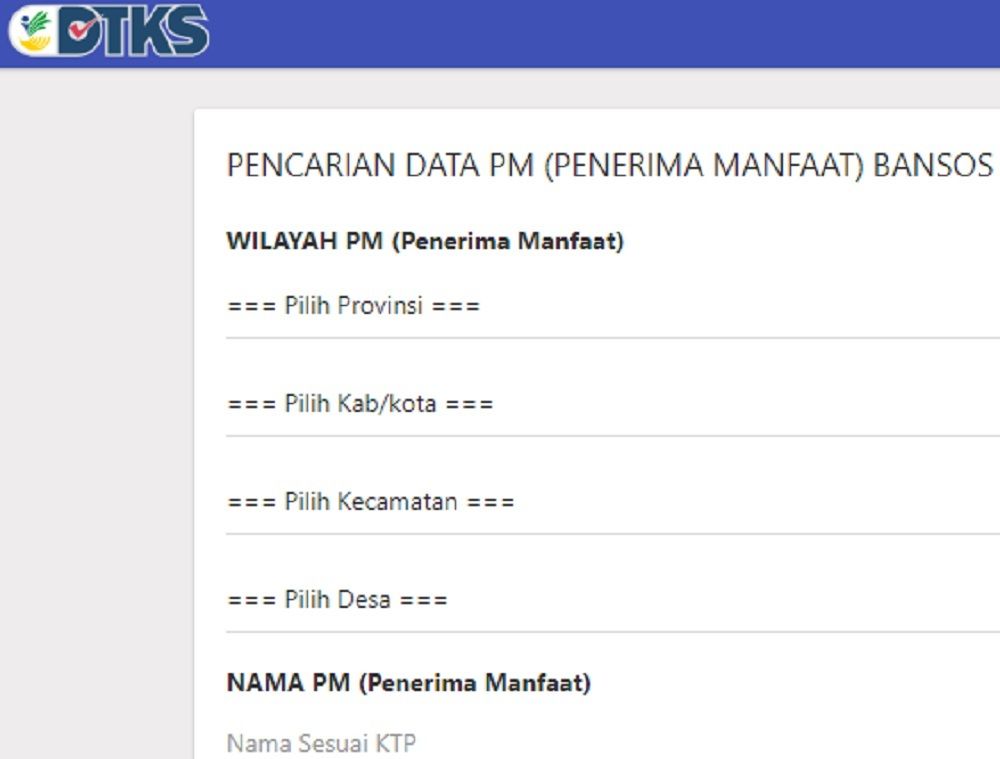 DTKS
PENCARIAN DATA PM (PENERIMA MANFAAT) BANSOS
WILAYAH PM (Penerima Manfaat)
=== Pilih Provinsi ===
=== Pilih Kab/kota ===
=== Pilih Kecamatan ===
=== Pilih Desa ===
NAMA PM (Penerima Manfaat)
Nama Sesuai KTP